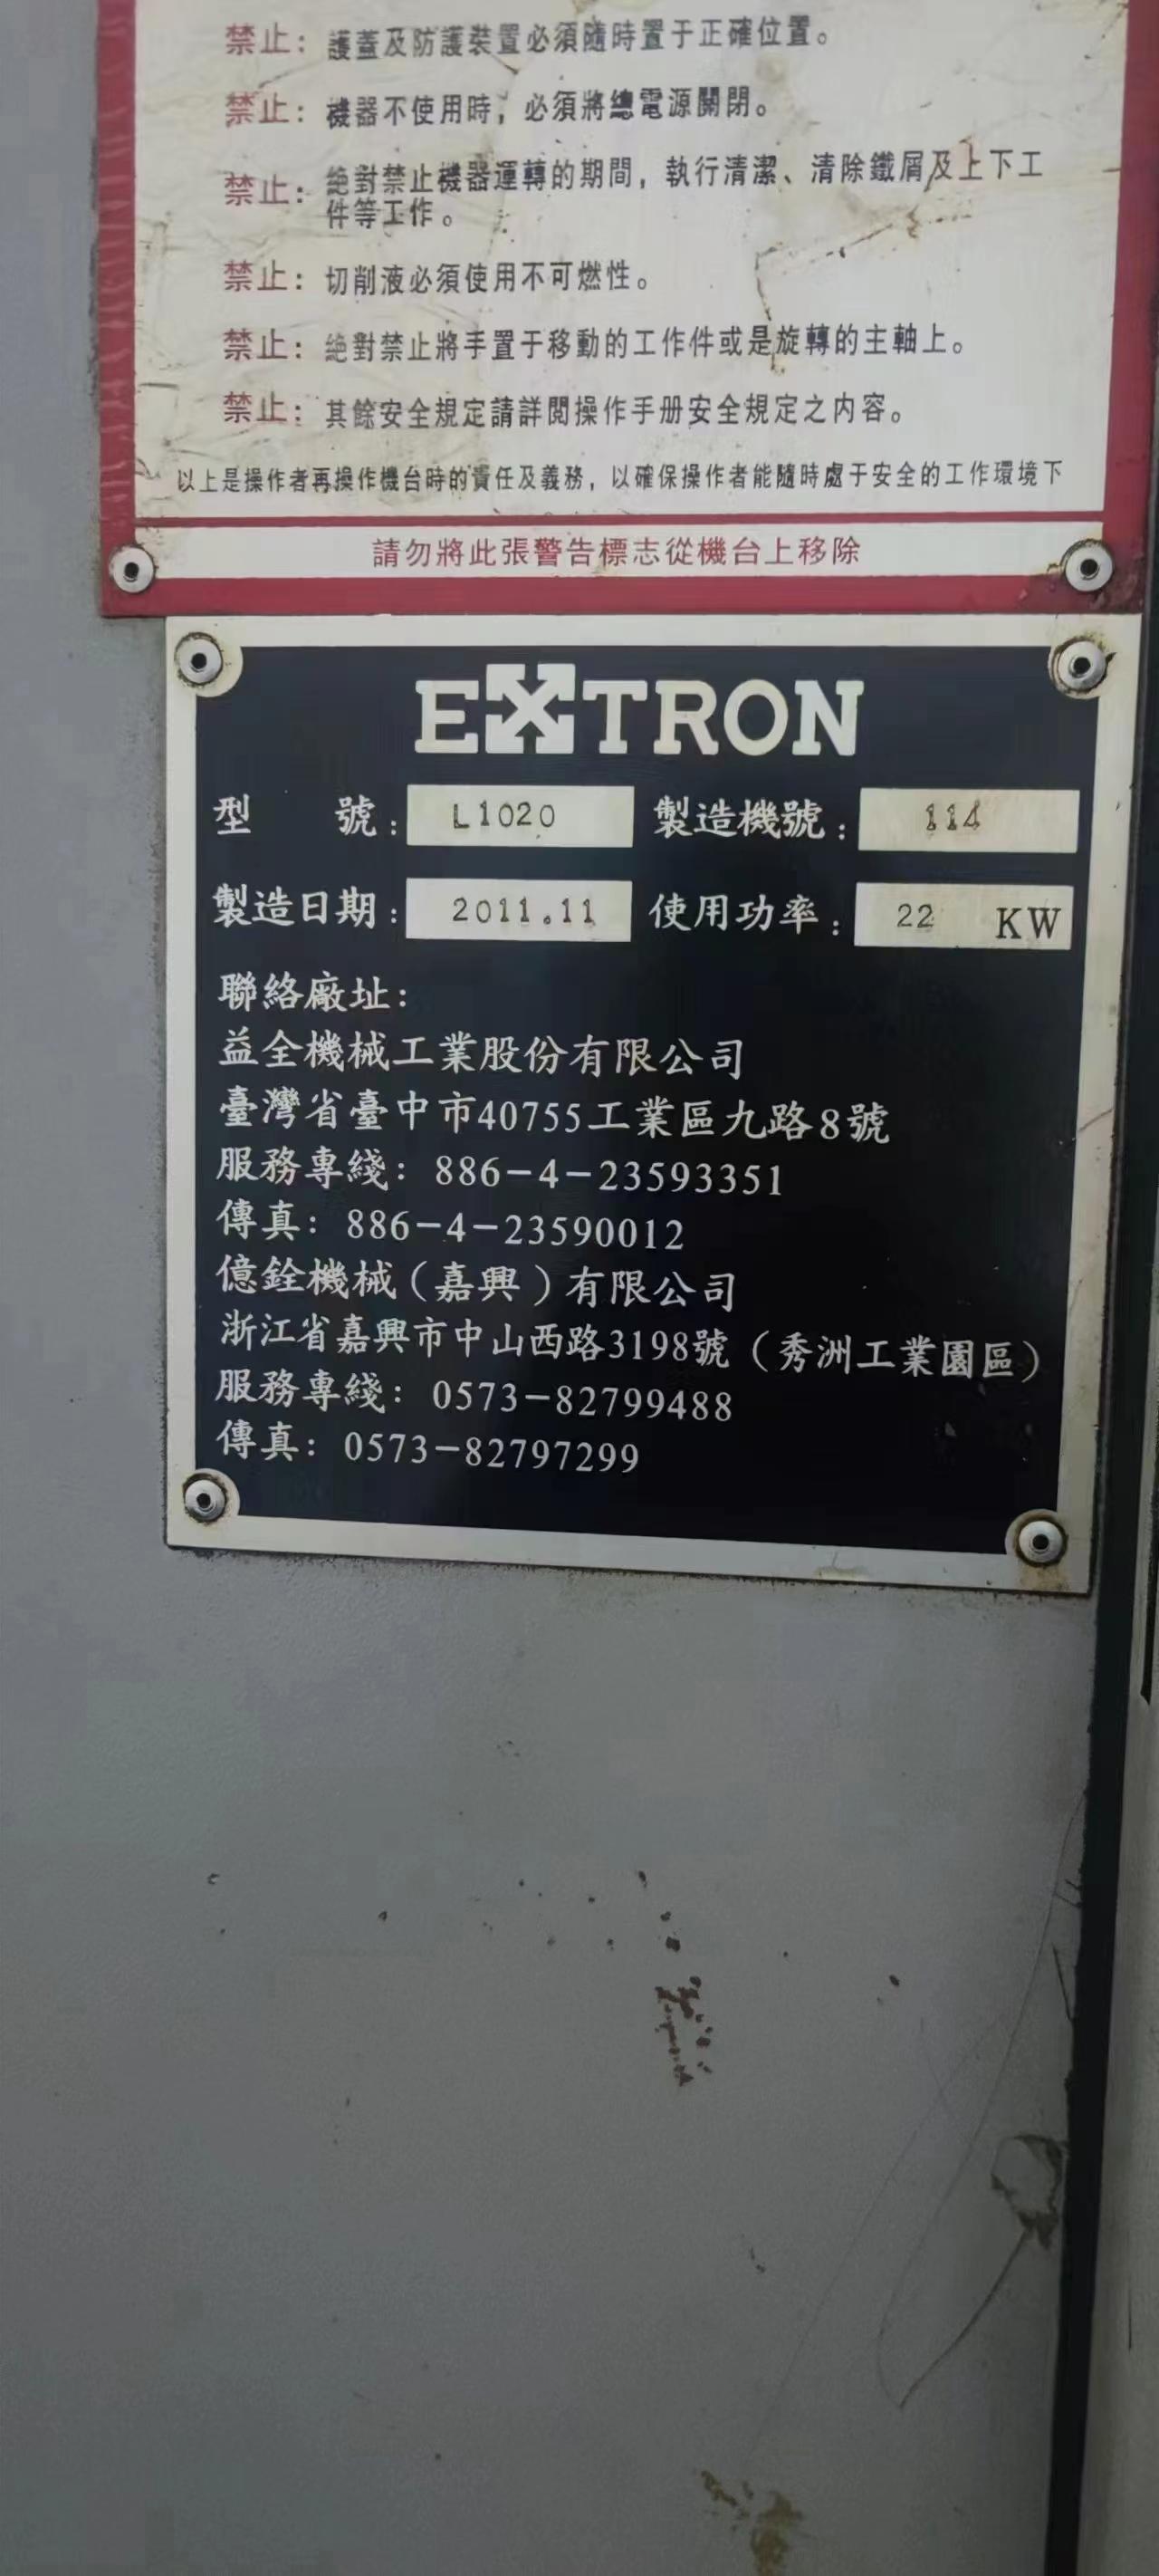 禁止：護蓋及防護裝置必須隨時置于正確位置。
禁止：機器不使用時，必須將總電源關閉。
禁止：絕對禁止機器運轉的期間，執行清潔、清除鐵屑及上下工
件等工作。
禁止：切削液必須使用不可燃性。
禁止：絕對禁止將手置于移動的工作件或是旋轉的主軸上。
禁止：其餘安全規定請詳閱操作手册安全規定之内容。
以上是操作者再操作機台時的責任及義務，以確保操作者能隨時處于安全的工作環境下
請勿將此張警告標志從機台上移除
EXTRON
型　　號：L1020 製造機號：114
製造日期：2011.11 使用功率：22 KW
聯絡廠址：
益全機械工業股份有限公司
臺灣省臺中市40755工業區九路8號
服務專綫：886-4-23593351
傳真：886-4-23590012
億銓機械（嘉興）有限公司
浙江省嘉興市中山西路3198號（秀洲工業園區）
服務專綫：0573-82799488
傳真：0573-82797299